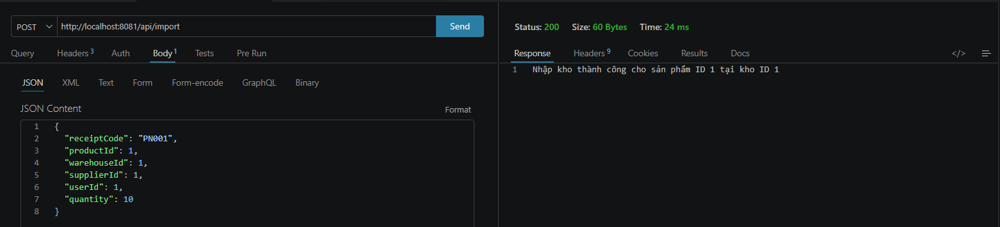 POST http://localhost:8081/api/import Send
Query Headers 3 Auth Body 1 Tests Pre Run
JSON XML Text Form Form-encode GraphQL Binary
JSON Content Format
1 {
2 "receiptCode": "PN001",
3 "productId": 1,
4 "warehouseId": 1,
5 "supplierId": 1,
6 "userId": 1,
7 "quantity": 10
8 }
Status: 200 Size: 60 Bytes Time: 24 ms
Response Headers 9 Cookies Results Docs </>
1 Nhập kho thành công cho sản phẩm ID 1 tại kho ID 1